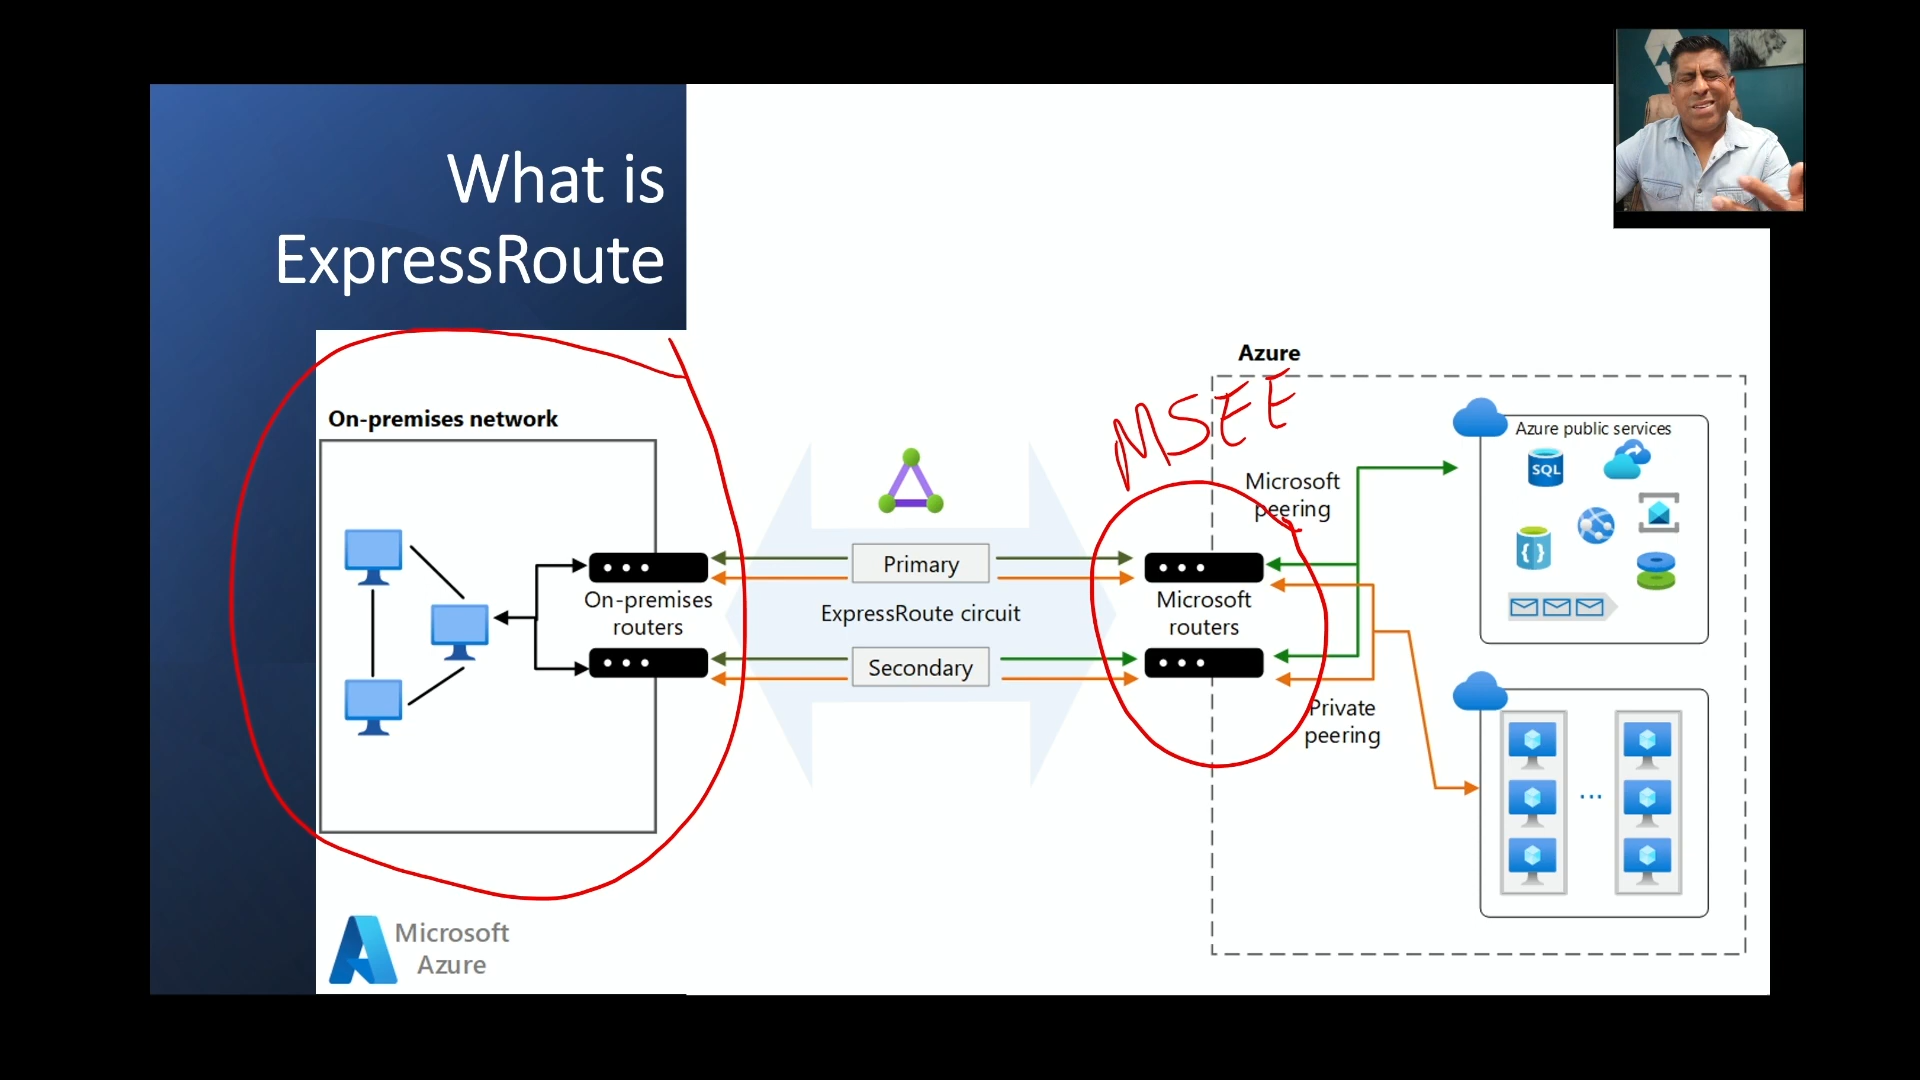 What is
ExpressRoute
On-premises network
On-premises
routers
Primary
ExpressRoute circuit
Secondary
MSEE
Azure
Microsoft
peering
Microsoft
routers
Private
peering
Azure public services
SQL
...
Microsoft
Azure